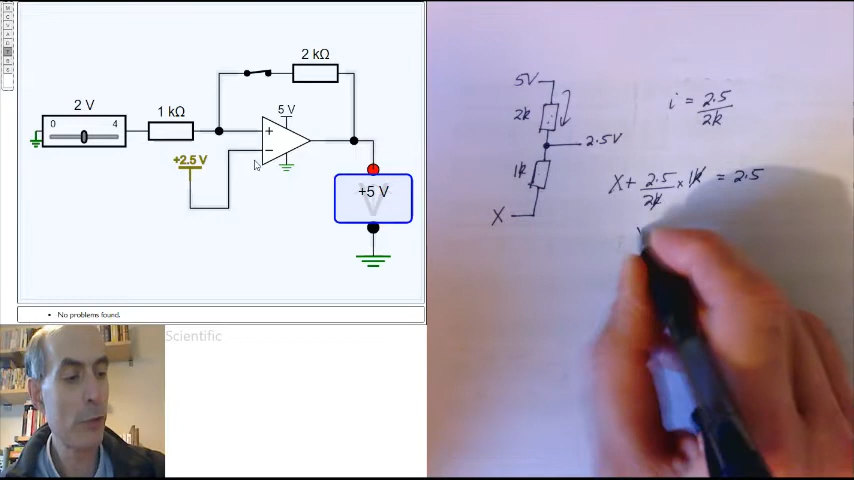 2 kΩ
2 V
0 4
1 kΩ
5 V
+
−
+2.5 V
+5 V
V
No problems found.
Scientific
5V
2k
2.5V
1k
X
i = 2.5
2k
X + 2.5 × 1k = 2.5
2k